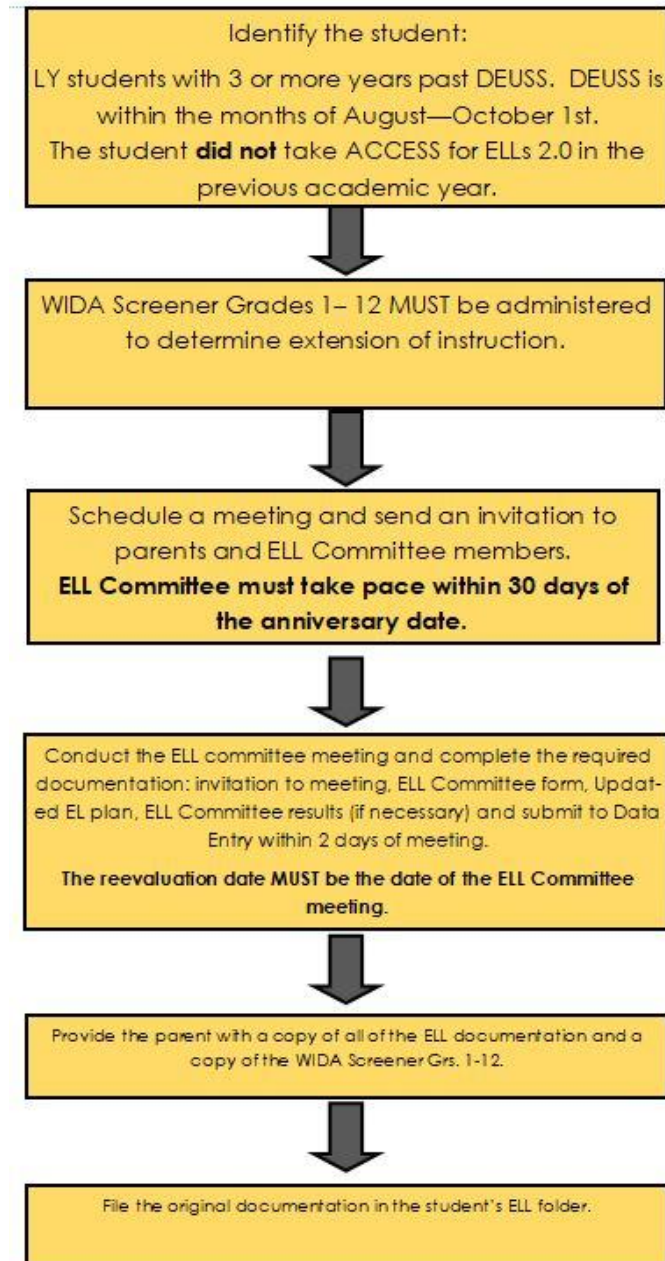 Identify the student:
LY students with 3 or more years past DEUSS. DEUSS is
within the months of August—October 1st.
The student did not take ACCESS for ELLs 2.0 in the
previous academic year.
WIDA Screener Grades 1– 12 MUST be administered
to determine extension of instruction.
Schedule a meeting and send an invitation to
parents and ELL Committee members.
ELL Committee must take pace within 30 days of
the anniversary date.
Conduct the ELL committee meeting and complete the required
documentation: invitation to meeting, ELL Committee form, Updat-
ed EL plan, ELL Committee results (if necessary) and submit to Data
Entry within 2 days of meeting.
The reevaluation date MUST be the date of the ELL Committee
meeting.
Provide the parent with a copy of all of the ELL documentation and a
copy of the WIDA Screener Grs. 1-12.
File the original documentation in the student’s ELL folder.